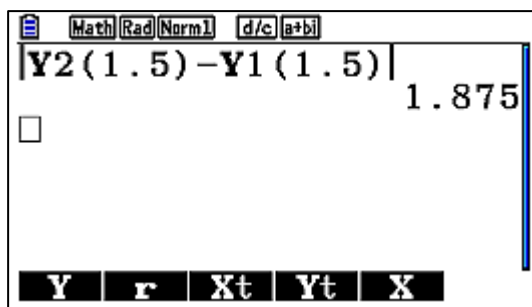 Math Rad Norm1 d/c a+bi
|Y2(1.5)−Y1(1.5)|
1.875
Y r Xt Yt X